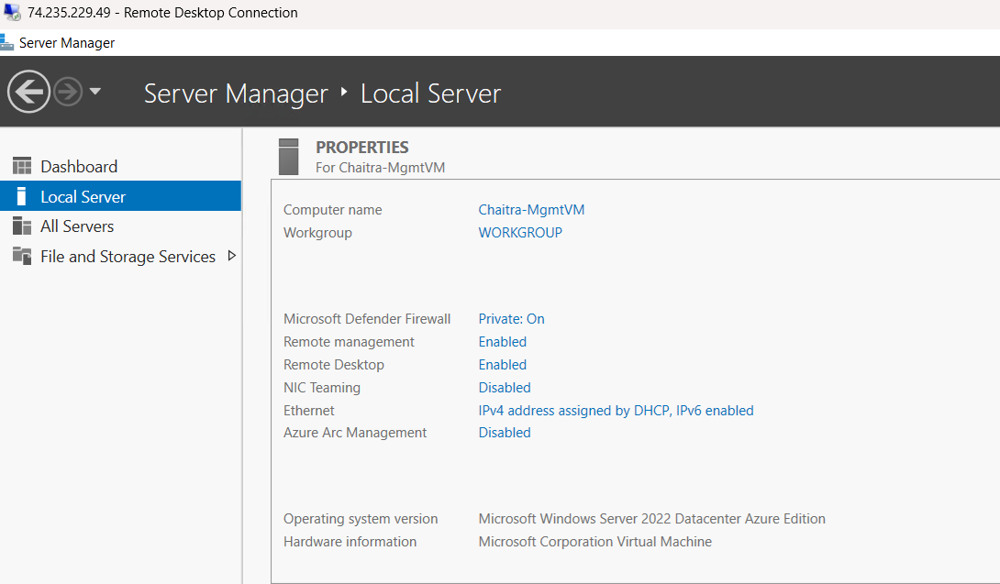 74.235.229.49 - Remote Desktop Connection
Server Manager
Server Manager ‣ Local Server
Dashboard
Local Server
All Servers
File and Storage Services
PROPERTIES
For Chaitra-MgmtVM
Computer name Chaitra-MgmtVM
Workgroup WORKGROUP
Microsoft Defender Firewall Private: On
Remote management Enabled
Remote Desktop Enabled
NIC Teaming Disabled
Ethernet IPv4 address assigned by DHCP, IPv6 enabled
Azure Arc Management Disabled
Operating system version Microsoft Windows Server 2022 Datacenter Azure Edition
Hardware information Microsoft Corporation Virtual Machine